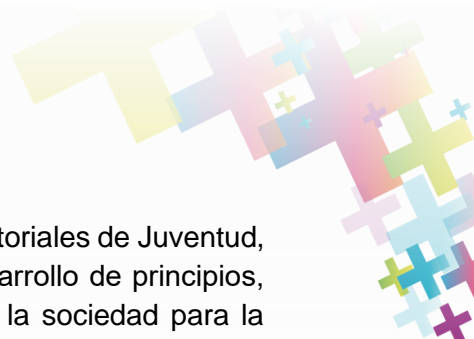 toriales de Juventud,
arrollo de principios,
la sociedad para la